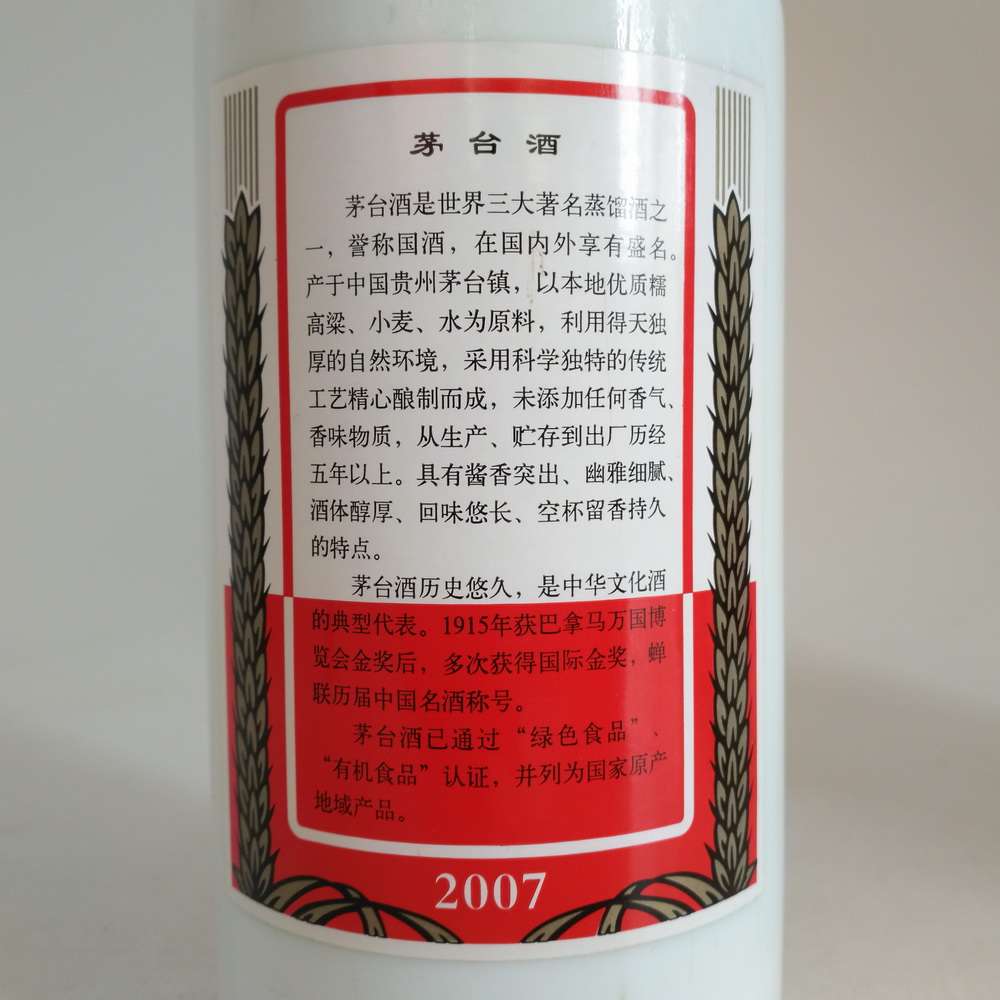 茅台酒
茅台酒是世界三大著名蒸馏酒之
一，誉称国酒，在国内外享有盛名。
产于中国贵州茅台镇，以本地优质糯
高粱、小麦、水为原料，利用得天独
厚的自然环境，采用科学独特的传统
工艺精心酿制而成，未添加任何香气、
香味物质，从生产、贮存到出厂历经
五年以上。具有酱香突出、幽雅细腻、
酒体醇厚、回味悠长、空杯留香持久
的特点。
茅台酒历史悠久，是中华文化酒
的典型代表。1915年获巴拿马万国博
览会金奖后，多次获得国际金奖，蝉
联历届中国名酒称号。
茅台酒已通过“绿色食品”、
“有机食品”认证，并列为国家原产
地域产品。
2007